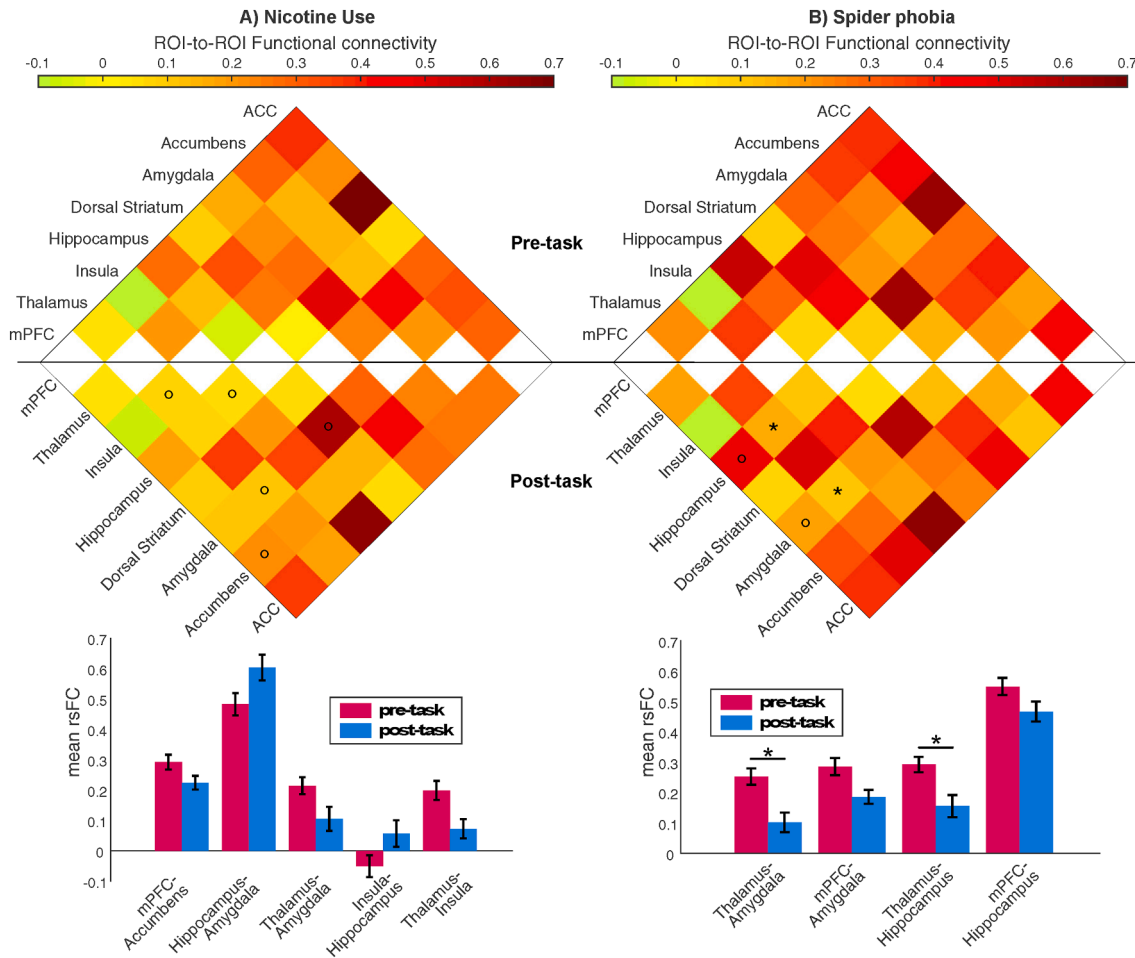 A) Nicotine Use
ROI-to-ROI Functional connectivity
-0.1 0 0.1 0.2 0.3 0.4 0.5 0.6 0.7
ACC
Accumbens
Amygdala
Dorsal Striatum
Hippocampus
Insula
Thalamus
mPFC
mPFC
Thalamus
Insula
Hippocampus
Dorsal Striatum
Amygdala
Accumbens
ACC
Pre-task
Post-task
B) Spider phobia
ROI-to-ROI Functional connectivity
-0.1 0 0.1 0.2 0.3 0.4 0.5 0.6 0.7
ACC
Accumbens
Amygdala
Dorsal Striatum
Hippocampus
Insula
Thalamus
mPFC
mPFC
Thalamus
Insula
Hippocampus
Dorsal Striatum
Amygdala
Accumbens
ACC
mean rsFC
0.7
0.6
0.5
0.4
0.3
0.2
0.1
0
-0.1
pre-task
post-task
mPFC-
Accumbens
Hippocampus-
Amygdala
Thalamus-
Amygdala
Insula-
Hippocampus
Thalamus-
Insula
mean rsFC
0.7
0.6
0.5
0.4
0.3
0.2
0.1
0
pre-task
post-task
*
*
Thalamus-
Amygdala
mPFC-
Amygdala
Thalamus-
Hippocampus
mPFC-
Hippocampus